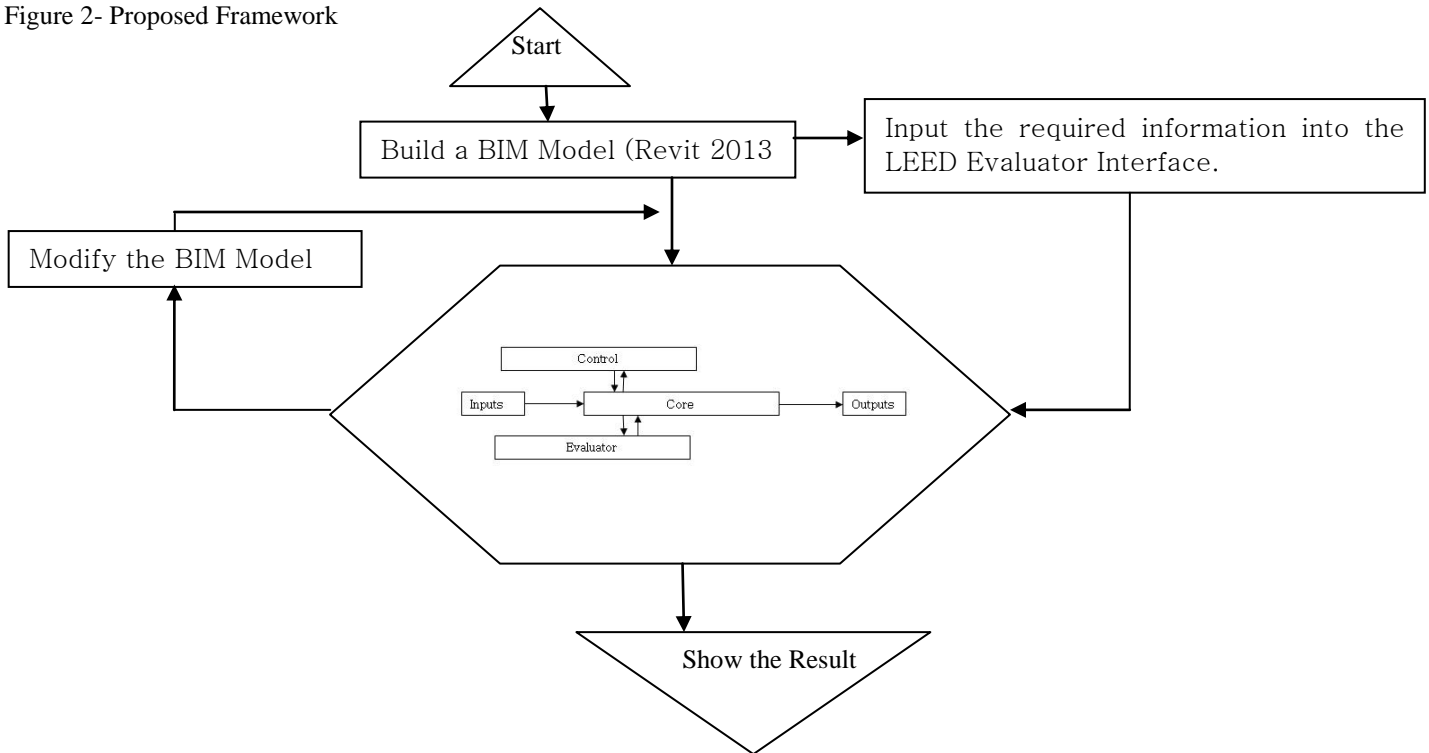 Figure 2- Proposed Framework
Start
Build a BIM Model (Revit 2013
Input the required information into the
LEED Evaluator Interface.
Modify the BIM Model
Control
Inputs
Core
Outputs
Evaluator
Show the Result